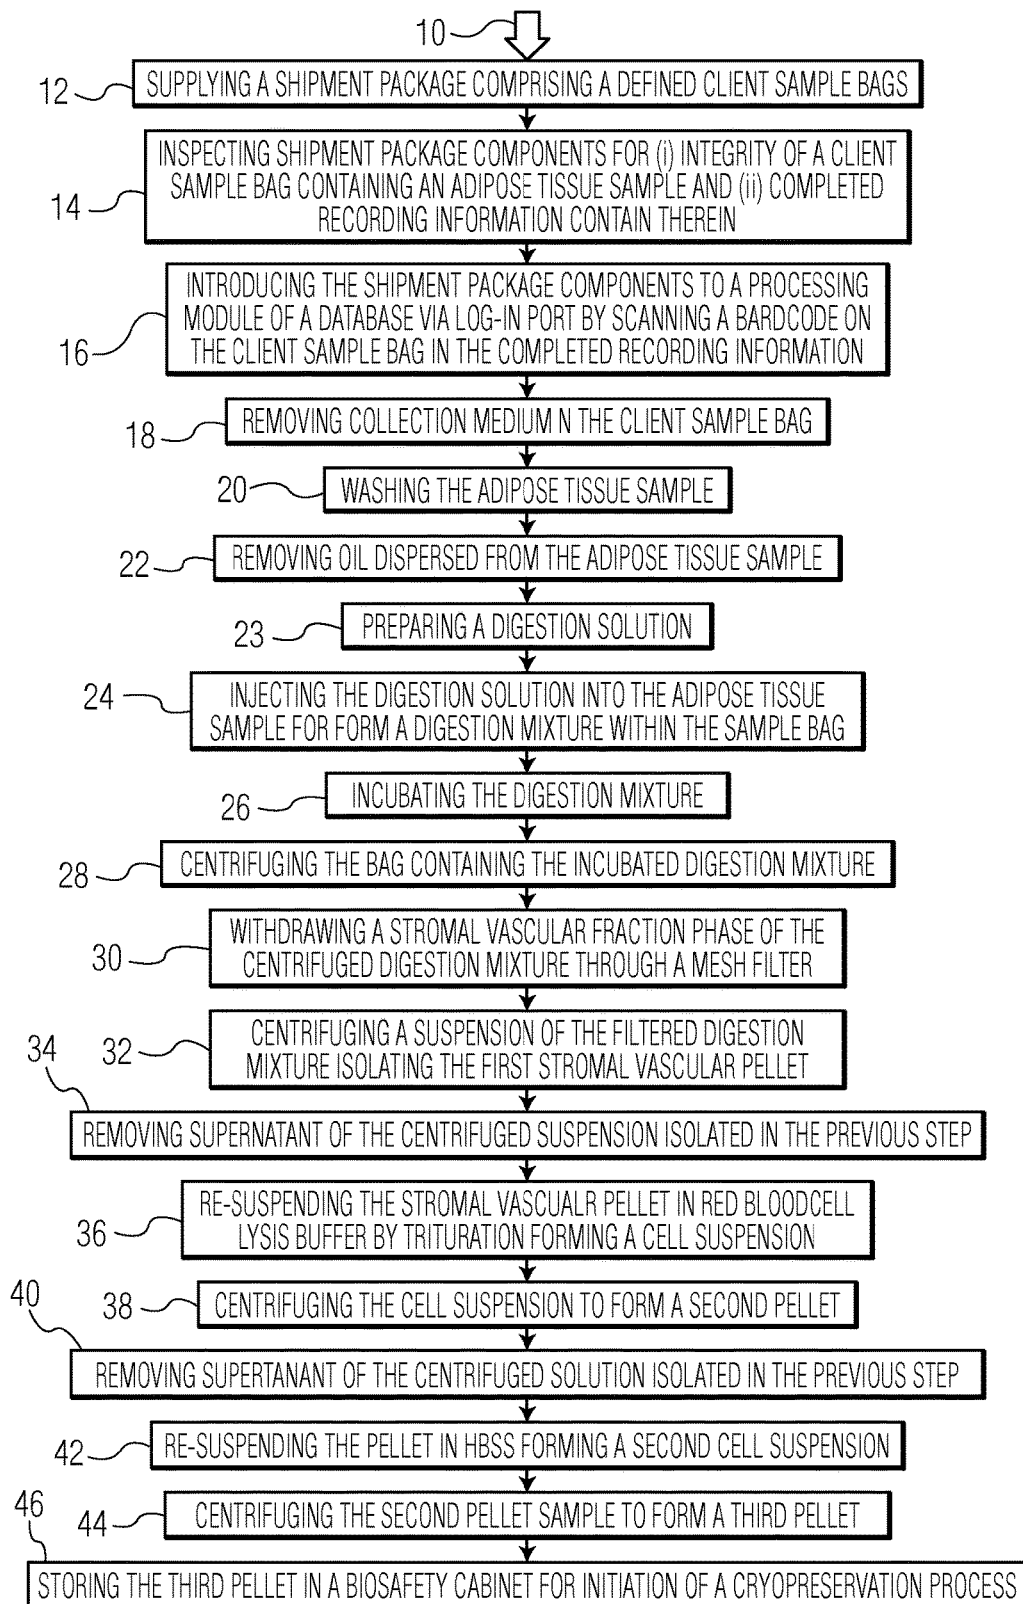 10
12
SUPPLYING A SHIPMENT PACKAGE COMPRISING A DEFINED CLIENT SAMPLE BAGS
14
INSPECTING SHIPMENT PACKAGE COMPONENTS FOR (i) INTEGRITY OF A CLIENT
SAMPLE BAG CONTAINING AN ADIPOSE TISSUE SAMPLE AND (ii) COMPLETED
RECORDING INFORMATION CONTAIN THEREIN
16
INTRODUCING THE SHIPMENT PACKAGE COMPONENTS TO A PROCESSING
MODULE OF A DATABASE VIA LOG-IN PORT BY SCANNING A BARDCODE ON
THE CLIENT SAMPLE BAG IN THE COMPLETED RECORDING INFORMATION
18
REMOVING COLLECTION MEDIUM N THE CLIENT SAMPLE BAG
20
WASHING THE ADIPOSE TISSUE SAMPLE
22
REMOVING OIL DISPERSED FROM THE ADIPOSE TISSUE SAMPLE
23
PREPARING A DIGESTION SOLUTION
24
INJECTING THE DIGESTION SOLUTION INTO THE ADIPOSE TISSUE
SAMPLE FOR FORM A DIGESTION MIXTURE WITHIN THE SAMPLE BAG
26
INCUBATING THE DIGESTION MIXTURE
28
CENTRIFUGING THE BAG CONTAINING THE INCUBATED DIGESTION MIXTURE
30
WITHDRAWING A STROMAL VASCULAR FRACTION PHASE OF THE
CENTRIFUGED DIGESTION MIXTURE THROUGH A MESH FILTER
32
CENTRIFUGING A SUSPENSION OF THE FILTERED DIGESTION
MIXTURE ISOLATING THE FIRST STROMAL VASCULAR PELLET
34
REMOVING SUPERNATANT OF THE CENTRIFUGED SUSPENSION ISOLATED IN THE PREVIOUS STEP
36
RE-SUSPENDING THE STROMAL VASCUALR PELLET IN RED BLOODCELL
LYSIS BUFFER BY TRITURATION FORMING A CELL SUSPENSION
38
CENTRIFUGING THE CELL SUSPENSION TO FORM A SECOND PELLET
40
REMOVING SUPERTANANT OF THE CENTRIFUGED SOLUTION ISOLATED IN THE PREVIOUS STEP
42
RE-SUSPENDING THE PELLET IN HBSS FORMING A SECOND CELL SUSPENSION
44
CENTRIFUGING THE SECOND PELLET SAMPLE TO FORM A THIRD PELLET
46
STORING THE THIRD PELLET IN A BIOSAFETY CABINET FOR INITIATION OF A CRYOPRESERVATION PROCESS